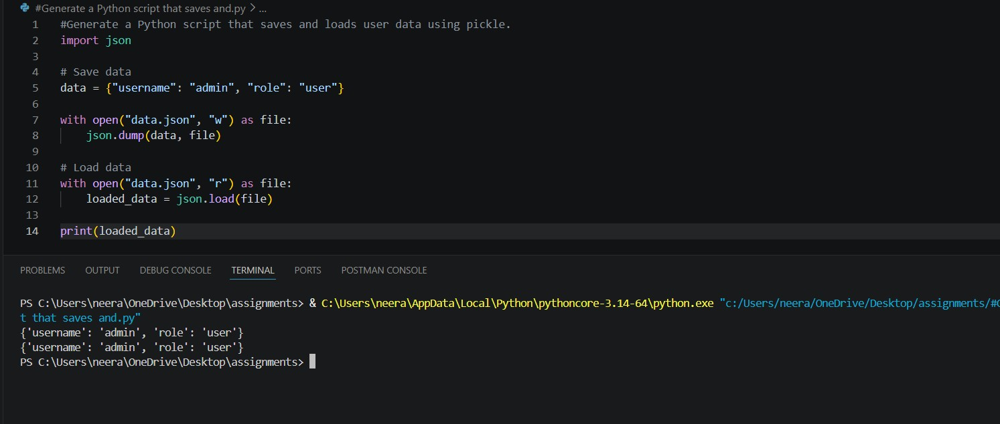 #Generate a Python script that saves and.py > ...
1 #Generate a Python script that saves and loads user data using pickle.
2 import json
3
4 # Save data
5 data = {"username": "admin", "role": "user"}
6
7 with open("data.json", "w") as file:
8     json.dump(data, file)
9
10 # Load data
11 with open("data.json", "r") as file:
12     loaded_data = json.load(file)
13
14 print(loaded_data)
PROBLEMS OUTPUT DEBUG CONSOLE TERMINAL PORTS POSTMAN CONSOLE
PS C:\Users\neera\OneDrive\Desktop\assignments> & C:\Users\neera\AppData\Local\Python\pythoncore-3.14-64\python.exe "c:/Users/neera/OneDrive/Desktop/assignments/#
t that saves and.py"
{'username': 'admin', 'role': 'user'}
{'username': 'admin', 'role': 'user'}
PS C:\Users\neera\OneDrive\Desktop\assignments>